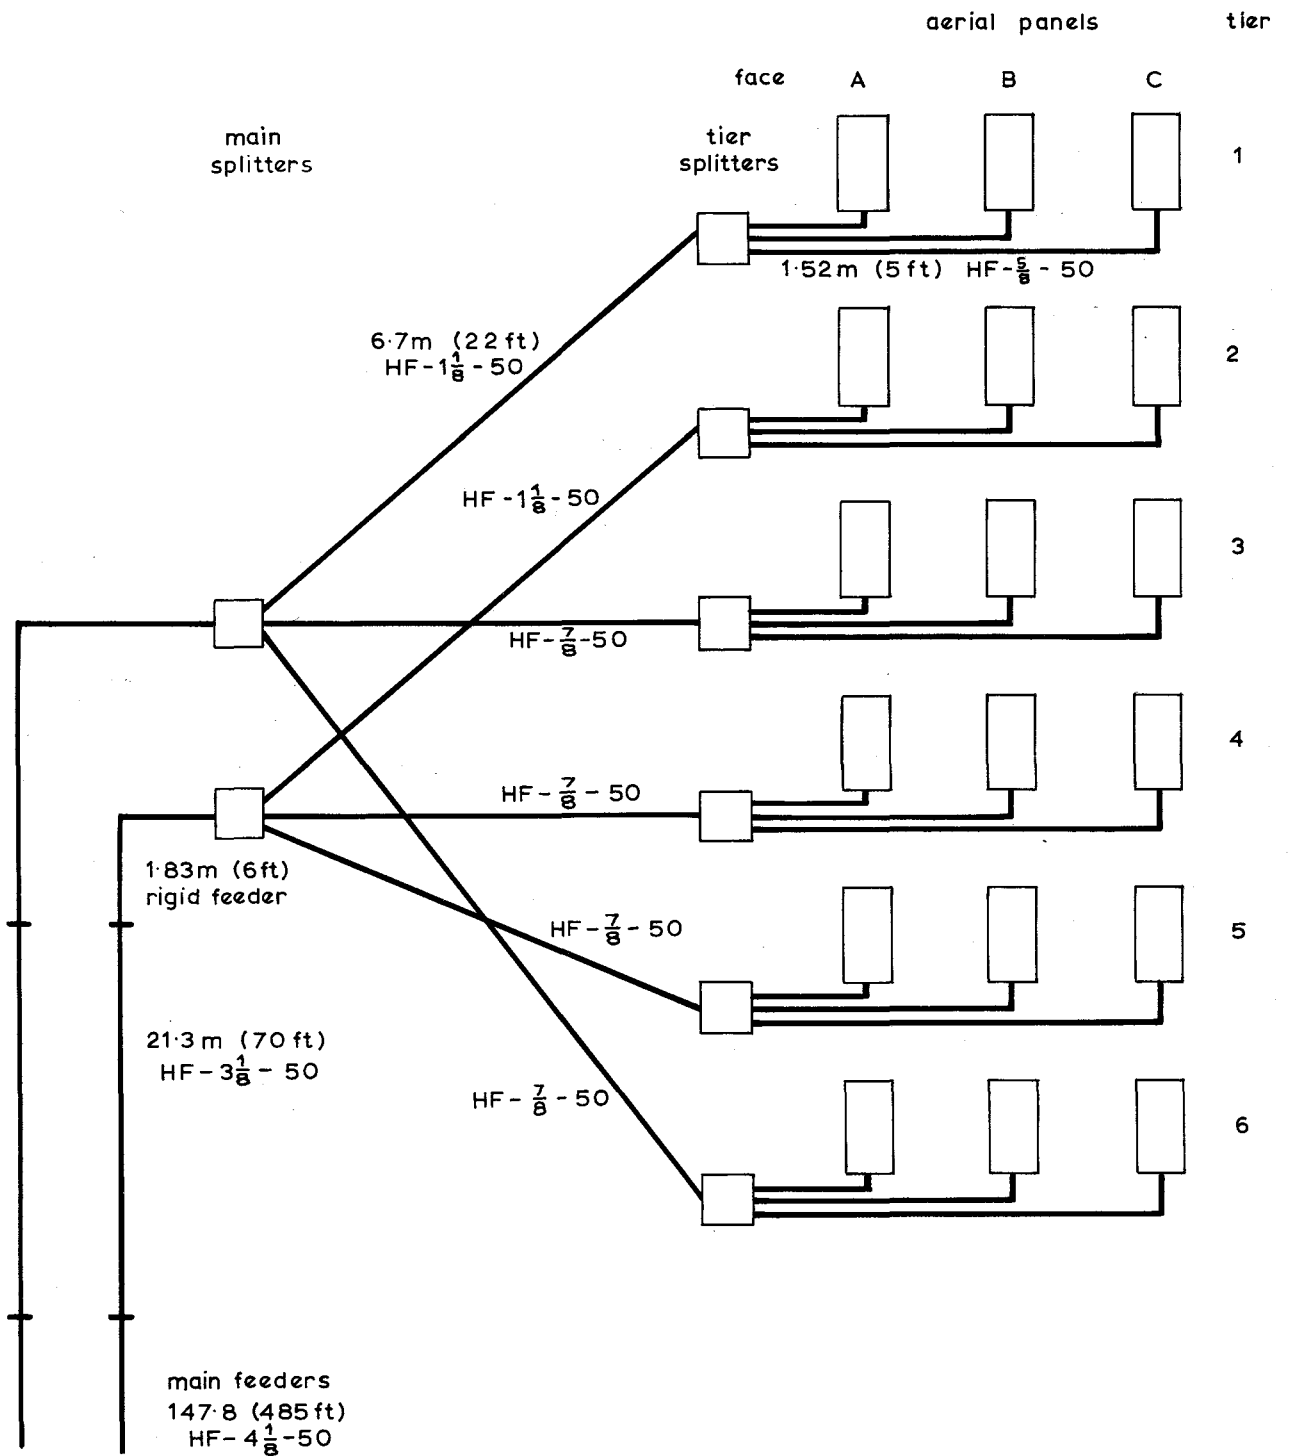 aerial panels tier
face A B C
main
splitters
tier
splitters
1
1·52m (5ft) HF-5/8-50
6·7m (22ft)
HF-1 1/8-50
2
HF-1 1/8-50
3
HF-7/8-50
4
HF-7/8-50
1·83m (6ft)
rigid feeder
HF-7/8-50
5
21·3m (70ft)
HF-3 1/8-50
HF-7/8-50
6
main feeders
147·8 (485ft)
HF-4 1/8-50